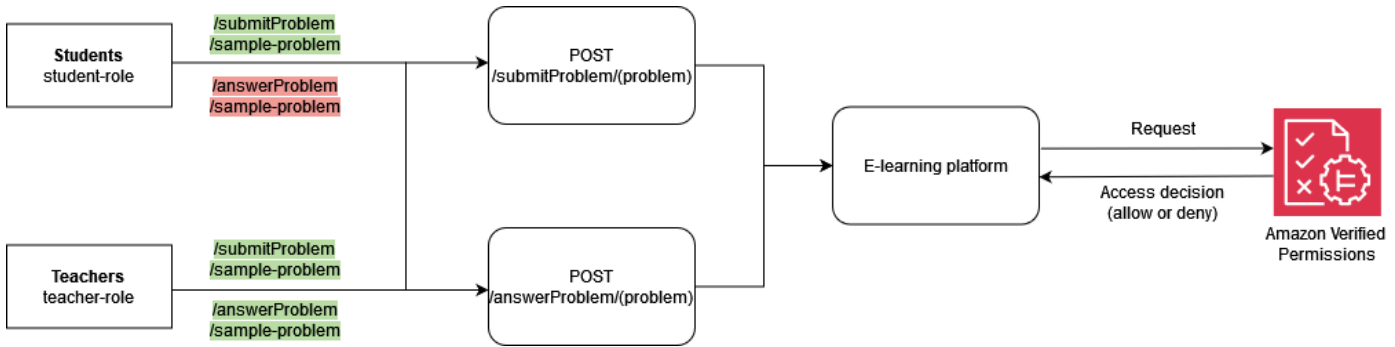 Students
student-role
/submitProblem
/sample-problem
/answerProblem
/sample-problem
POST
/submitProblem/(problem)
Teachers
teacher-role
/submitProblem
/sample-problem
/answerProblem
/sample-problem
POST
/answerProblem/(problem)
E-learning platform
Request
Access decision
(allow or deny)
Amazon Verified
Permissions